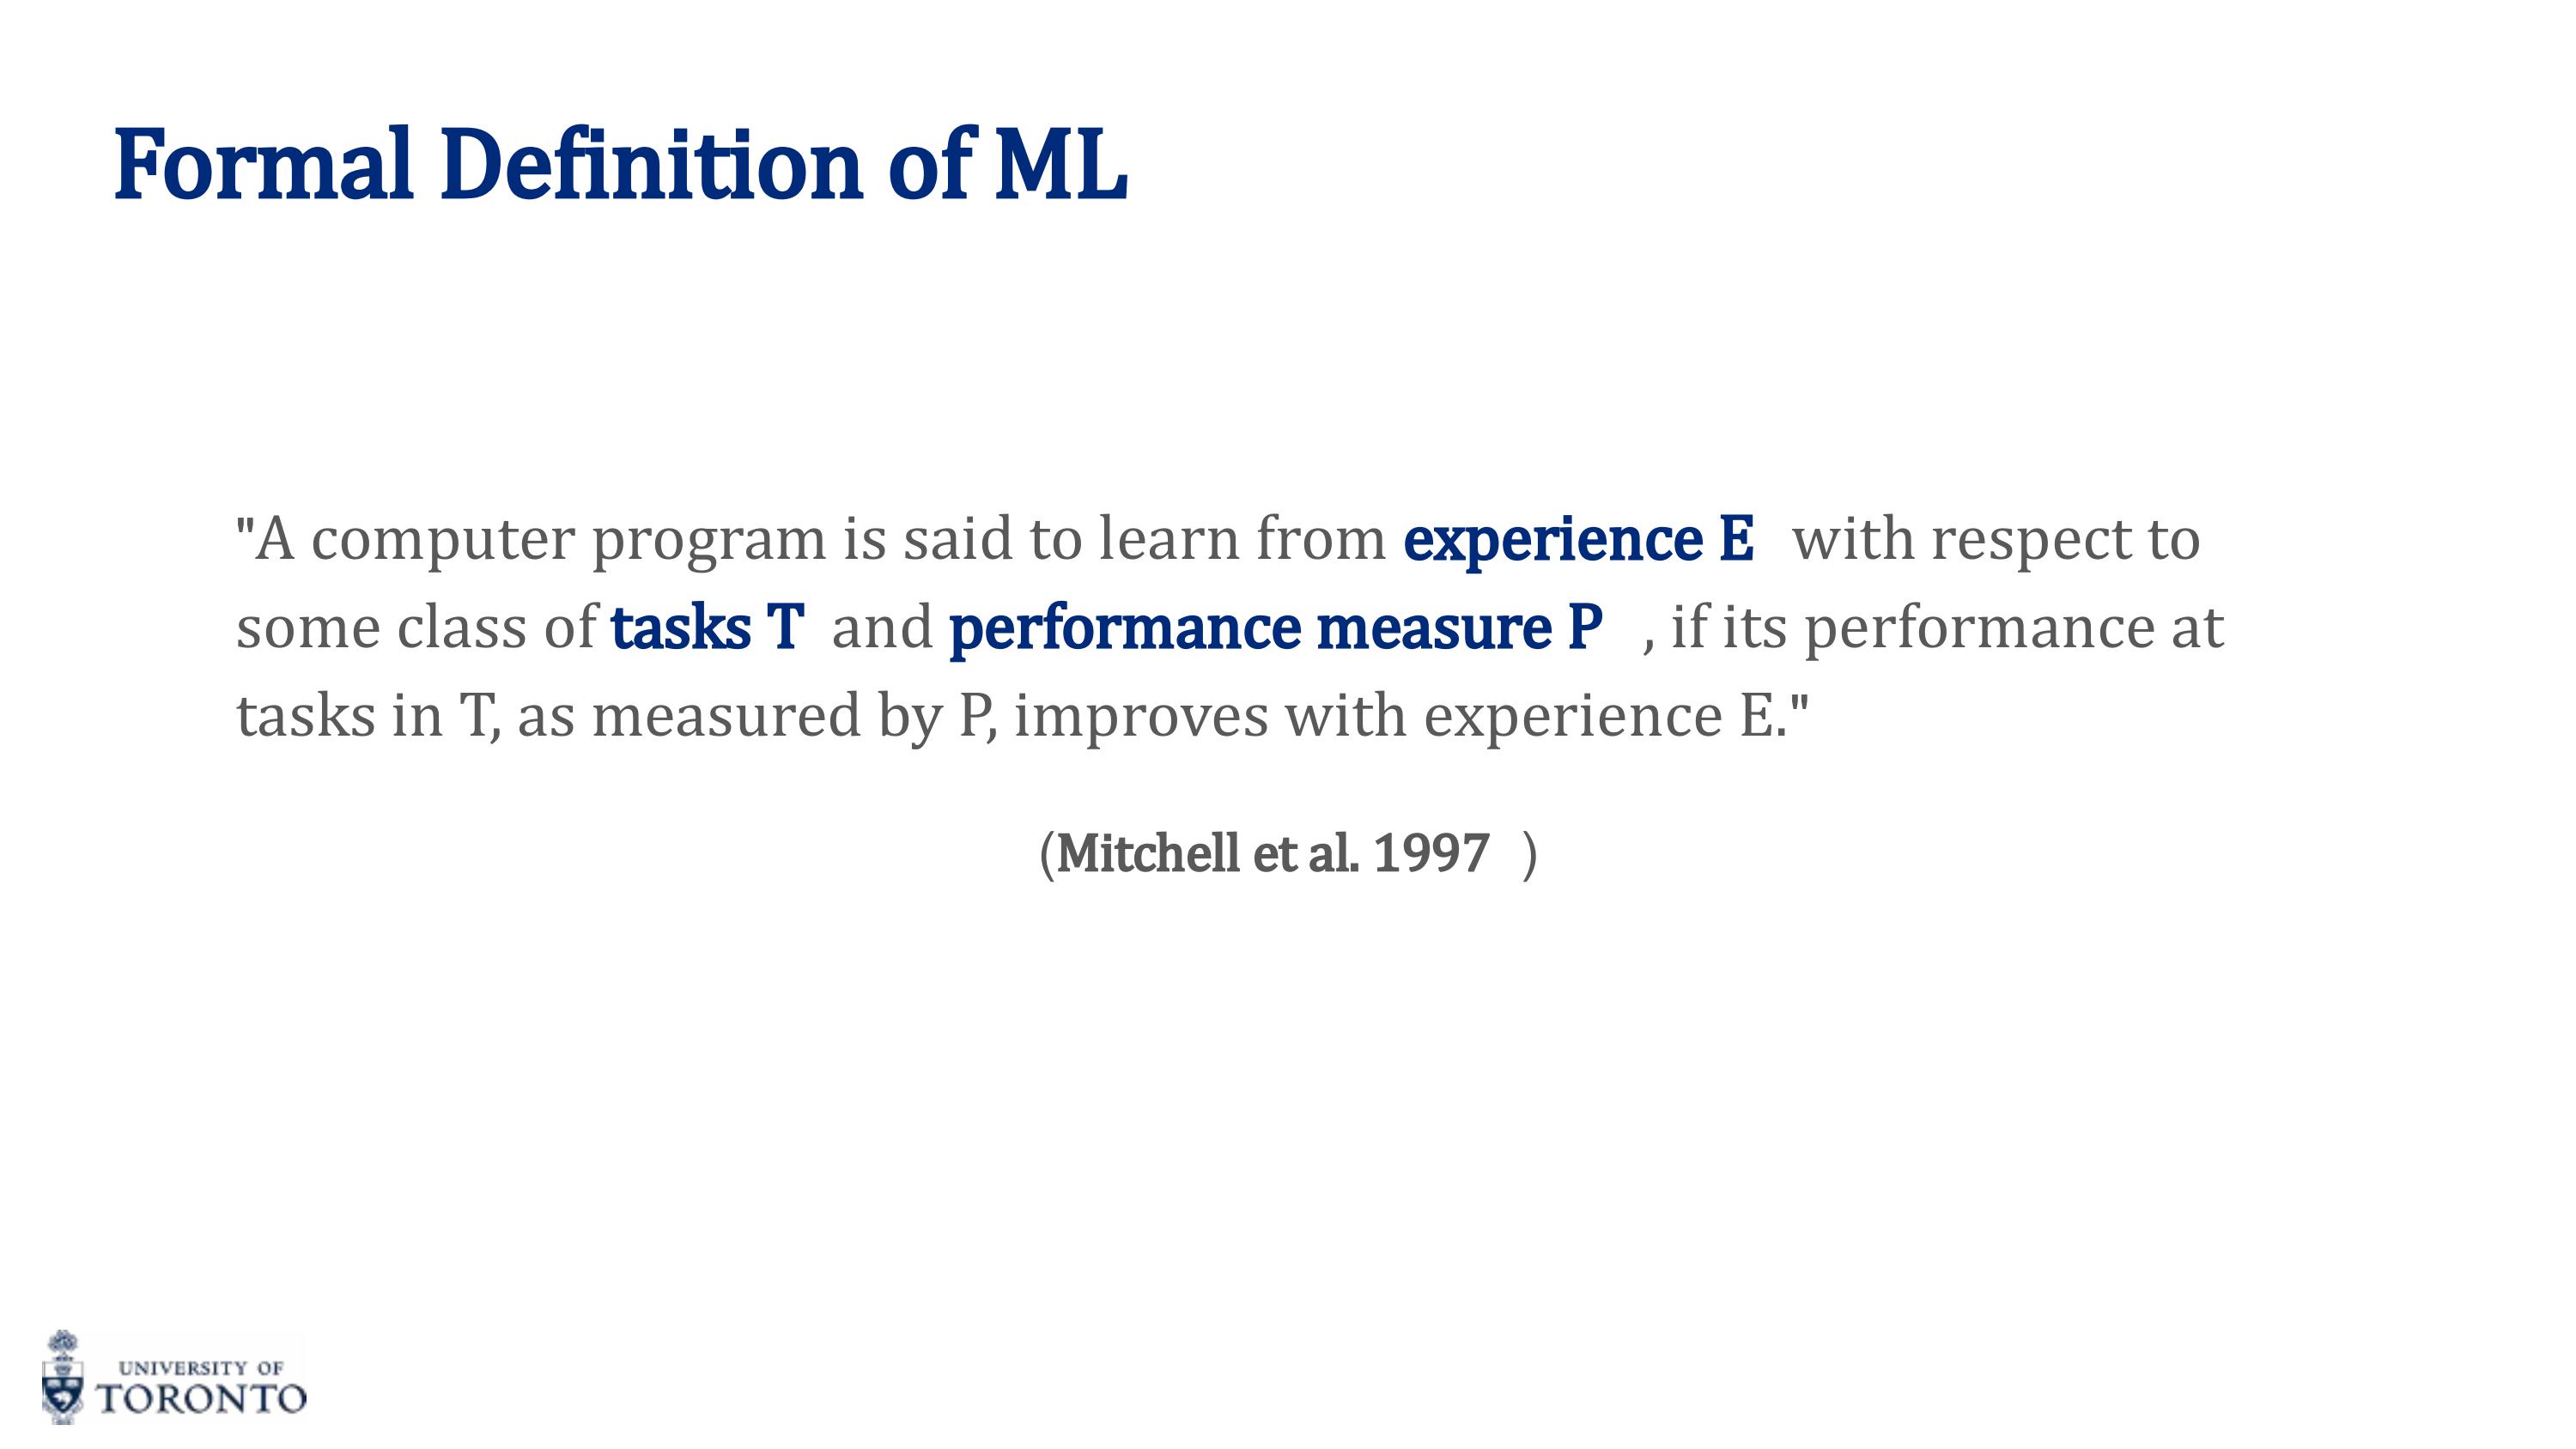 Formal Definition of ML
"A computer program is said to learn from experience E with respect to
some class of tasks T and performance measure P , if its performance at
tasks in T, as measured by P, improves with experience E."
(Mitchell et al. 1997 )
UNIVERSITY OF
TORONTO